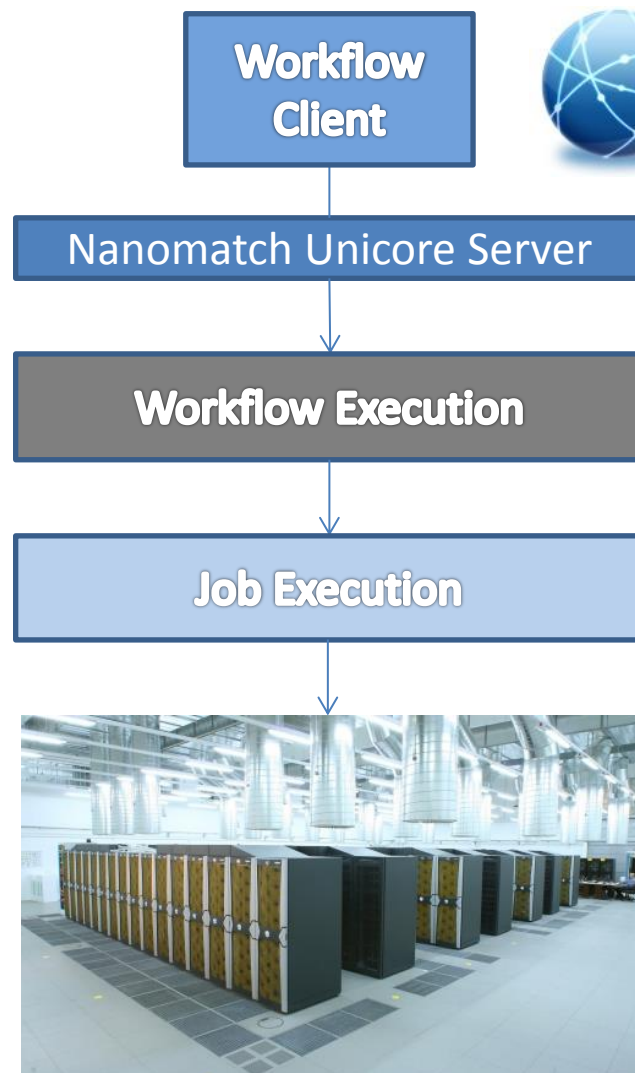 Workflow
Client
Nanomatch Unicore Server
Workflow Execution
Job Execution